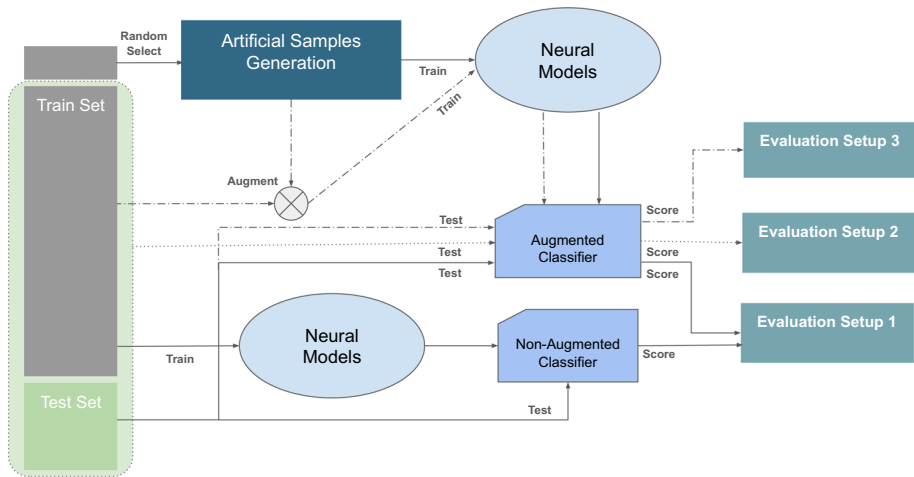 Random
Select
Artificial Samples
Generation
Train
Neural
Models
Train Set
Train
Augment
Evaluation Setup 3
Test
Score
Augmented
Classifier
Evaluation Setup 2
Test
Score
Test
Score
Evaluation Setup 1
Neural
Models
Non-Augmented
Classifier
Train
Score
Test Set
Test